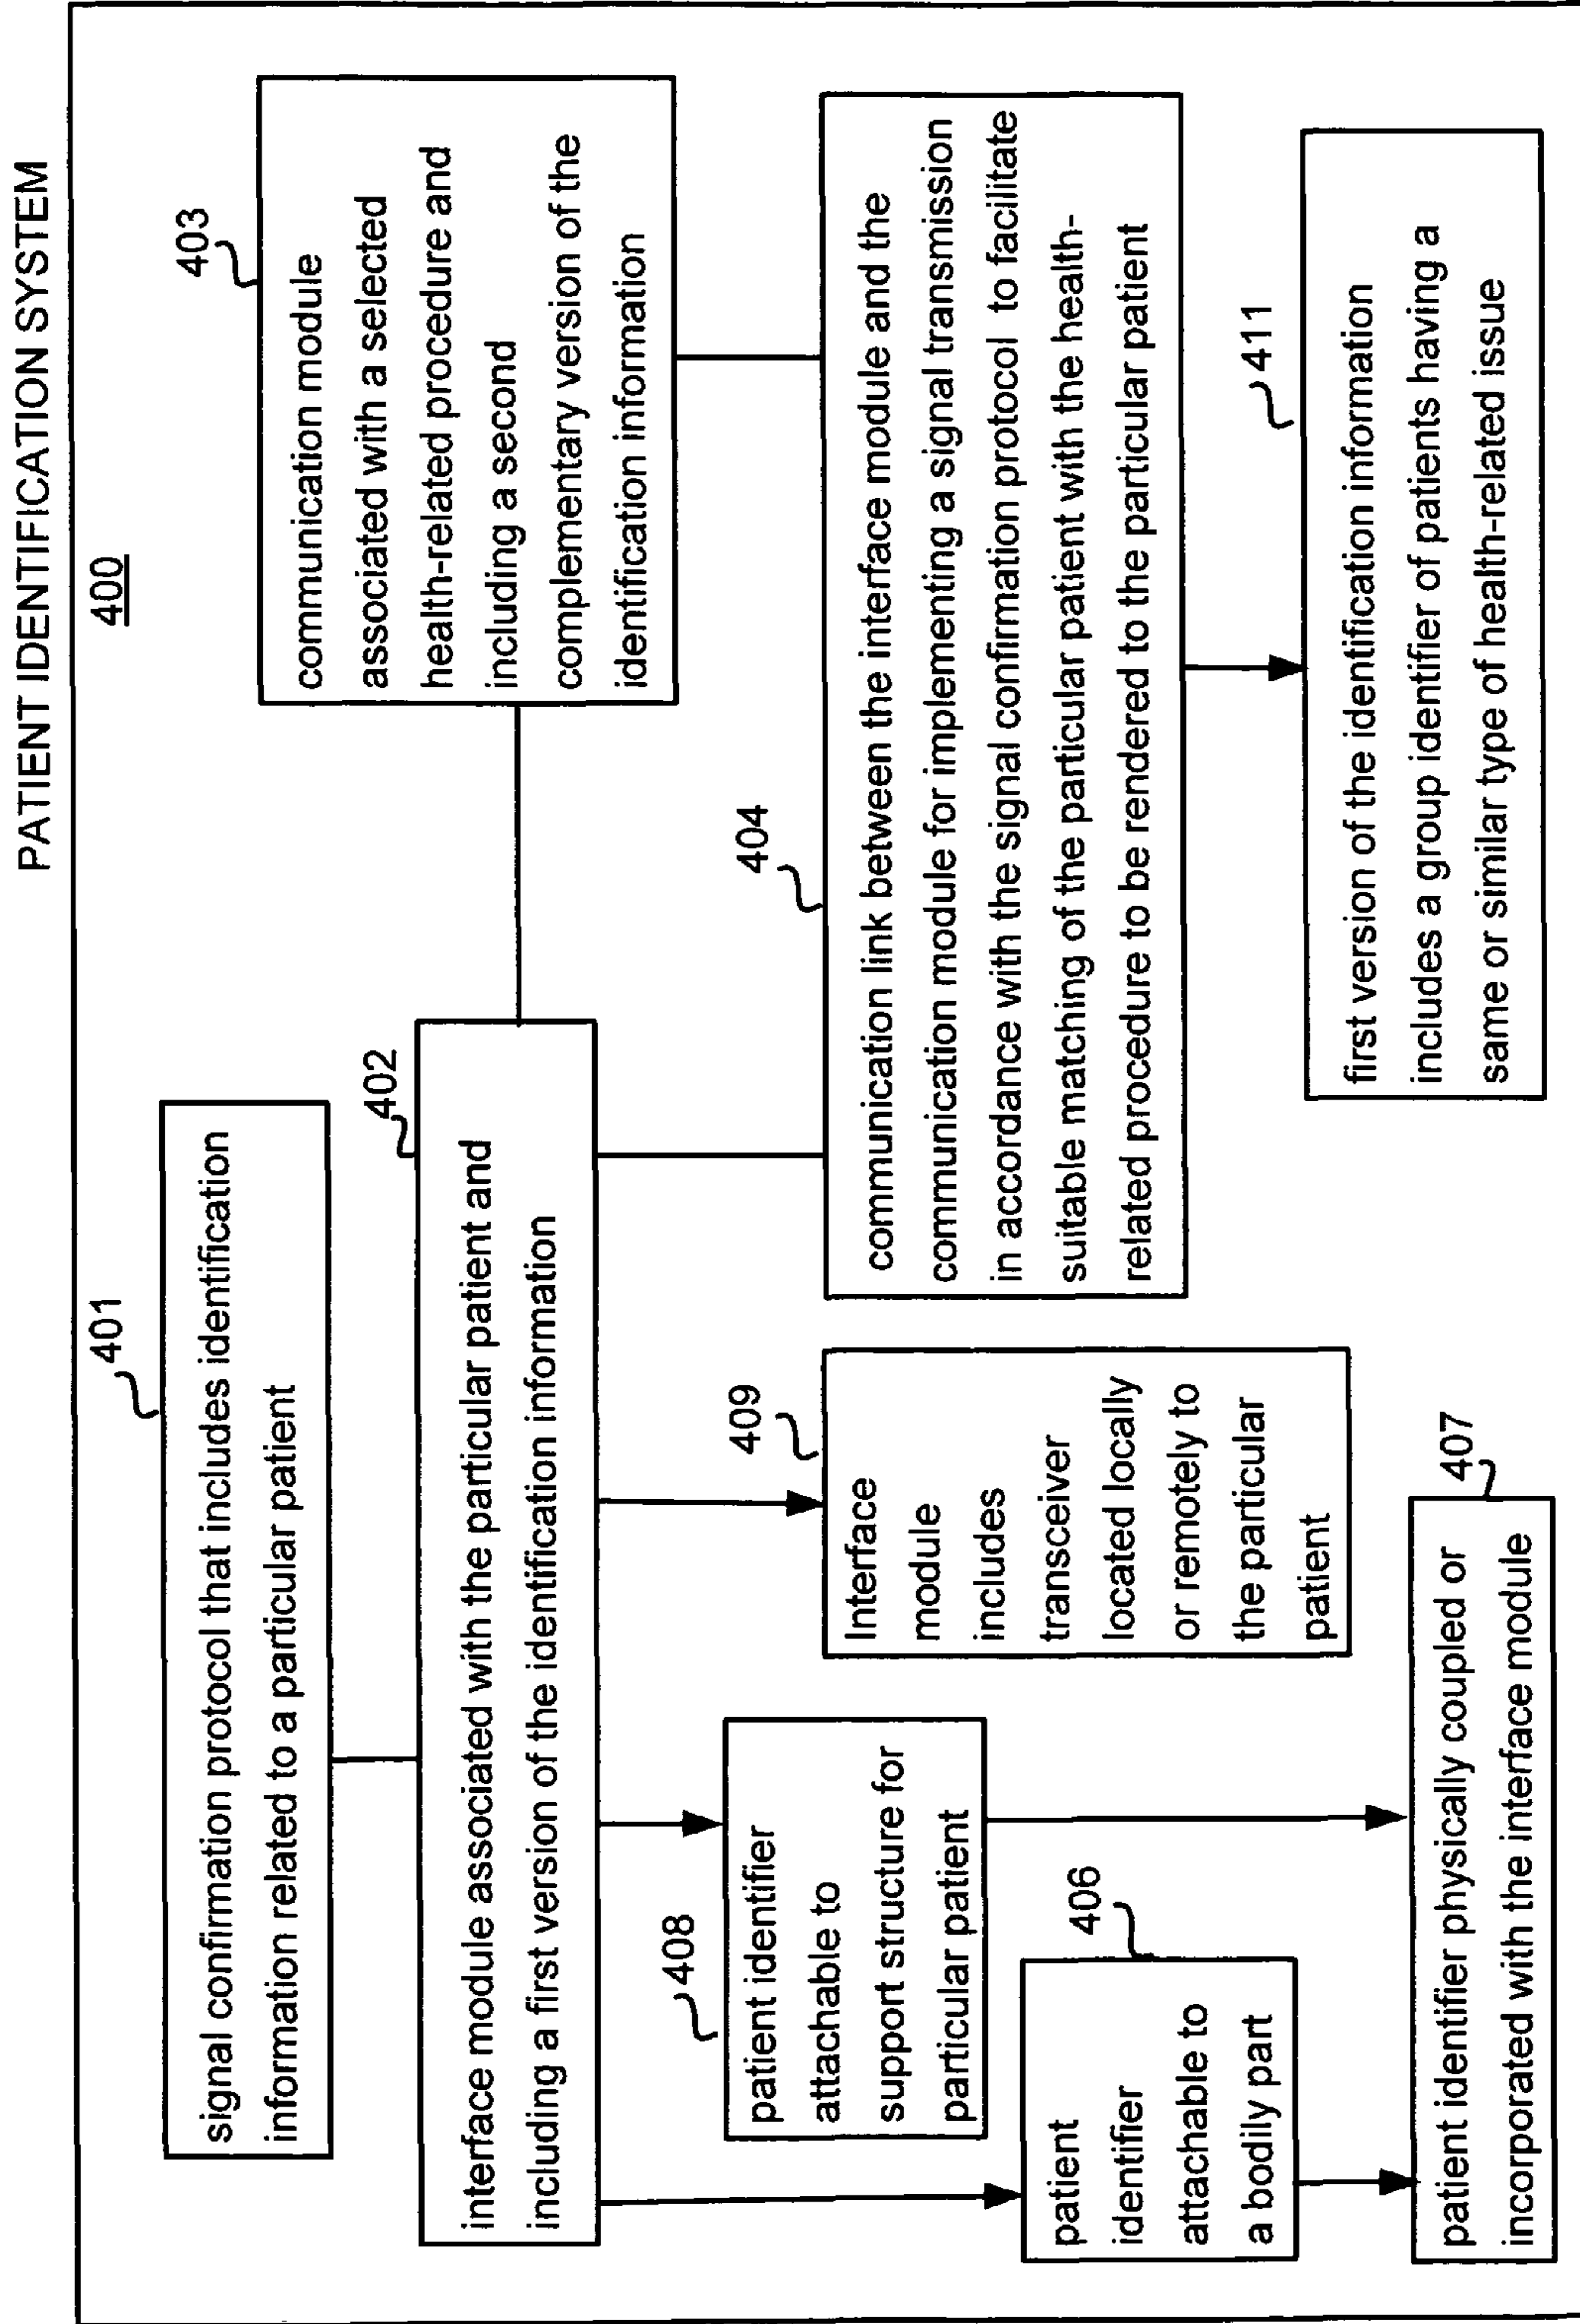 PATIENT IDENTIFICATION SYSTEM
400
401
signal confirmation protocol that includes identification
information related to a particular patient
402
interface module associated with the particular patient and
including a first version of the identification information
403
communication module
associated with a selected
health-related procedure and
including a second
complementary version of the
identification information
404
communication link between the interface module and the
communication module for implementing a signal transmission
in accordance with the signal confirmation protocol to facilitate
suitable matching of the particular patient with the health-
related procedure to be rendered to the particular patient
408
patient identifier
attachable to
support structure for
particular patient
409
Interface
module
includes
transceiver
located locally
or remotely to
the particular
patient
406
patient
identifier
attachable to
a bodily part
407
patient identifier physically coupled or
incorporated with the interface module
411
first version of the identification information
includes a group identifier of patients having a
same or similar type of health-related issue